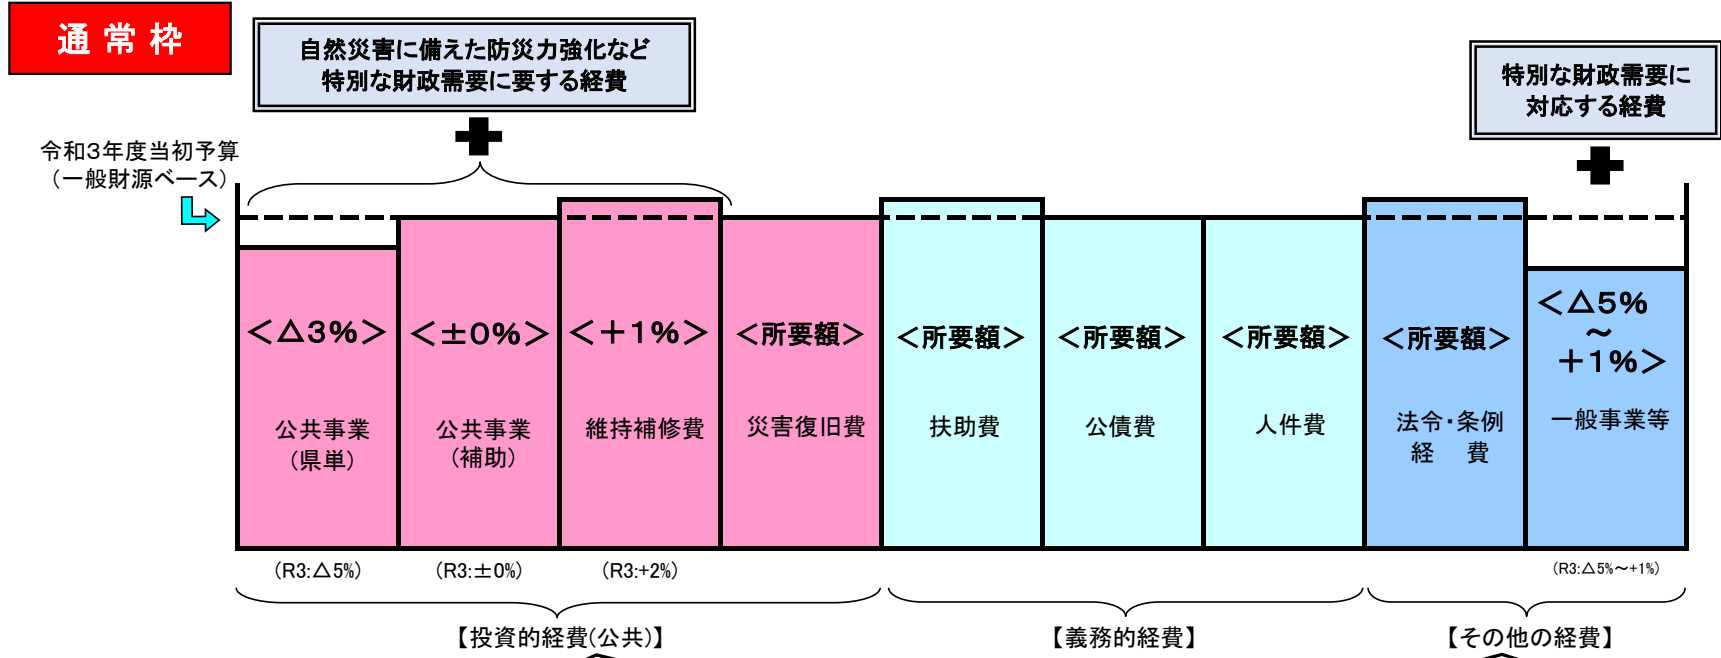 通常枠
自然災害に備えた防災力強化など
特別な財政需要に要する経費
特別な財政需要に
対応する経費
令和3年度当初予算
(一般財源ベース)
<△3%>
<±0%>
<+1%>
<所要額>
<所要額>
<所要額>
<所要額>
<所要額>
<△5%
～
+1%>
公共事業
(県単)
公共事業
(補助)
維持補修費
災害復旧費
扶助費
公債費
人件費
法令・条例
経　費
一般事業等
(R3:△5%)
(R3:±0%)
(R3:+2%)
(R3:△5%～+1%)
【投資的経費(公共)】
【義務的経費】
【その他の経費】